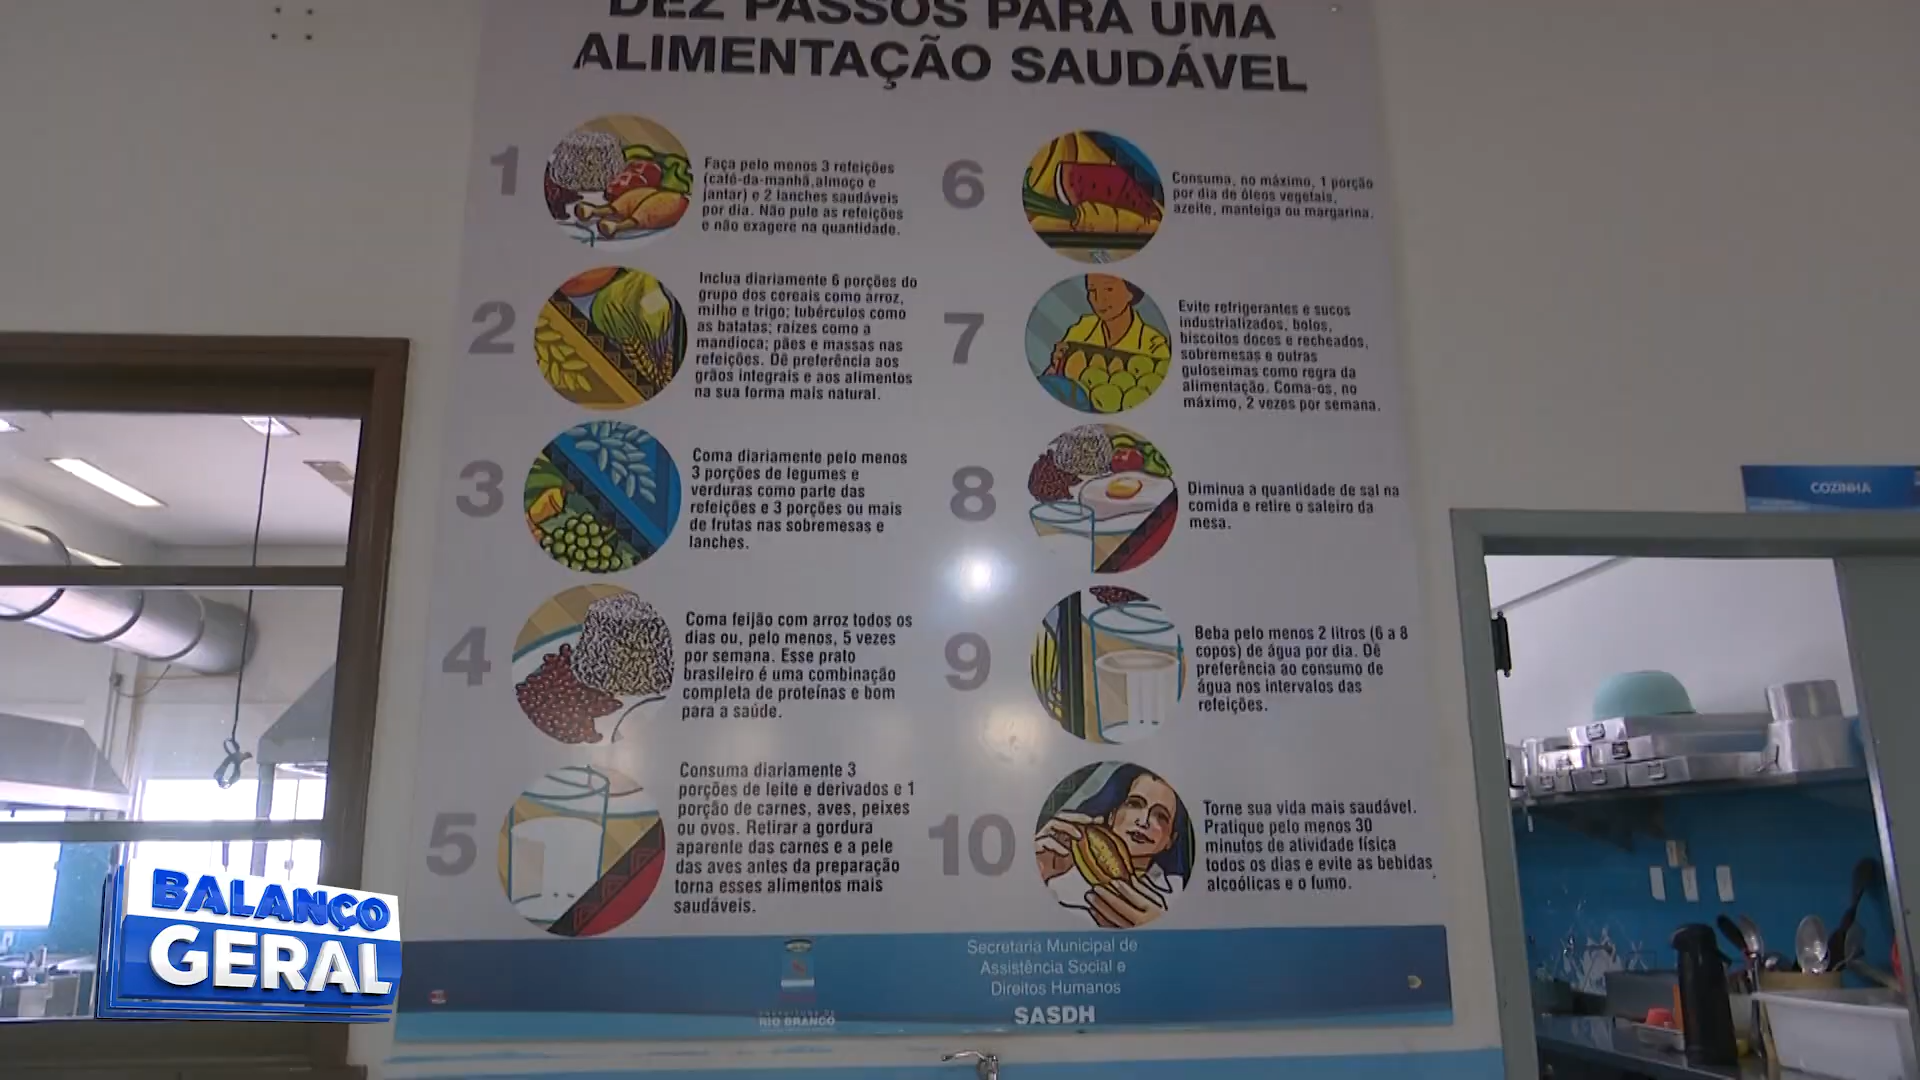 DEZ PASSOS PARA UMA
ALIMENTAÇÃO SAUDÁVEL
1
Faça pelo menos 3 refeições
(café-da-manhã,almoço e
jantar) e 2 lanches saudáveis
por dia. Não pule as refeições
e não exagere na quantidade.
2
Inclua diariamente 6 porções do
grupo dos cereais como arroz,
milho e trigo; tubérculos como
as batatas; raízes como a
mandioca; pães e massas nas
refeições. Dê preferência aos
grãos integrais e aos alimentos
na sua forma mais natural.
3
Coma diariamente pelo menos
3 porções de legumes e
verduras como parte das
refeições e 3 porções ou mais
de frutas nas sobremesas e
lanches.
4
Coma feijão com arroz todos os
dias ou, pelo menos, 5 vezes
por semana. Esse prato
brasileiro é uma combinação
completa de proteínas e bom
para a saúde.
5
Consuma diariamente 3
porções de leite e derivados e 1
porção de carnes, aves, peixes
ou ovos. Retirar a gordura
aparente das carnes e a pele
das aves antes da preparação
torna esses alimentos mais
saudáveis.
6
Consuma, no máximo, 1 porção
por dia de óleos vegetais,
azeite, manteiga ou margarina.
7
Evite refrigerantes e sucos
industrializados, bolos,
biscoitos doces e recheados,
sobremesas e outras
guloseimas como regra da
alimentação. Coma-os, no
máximo, 2 vezes por semana.
8
Diminua a quantidade de sal na
comida e retire o saleiro da
mesa.
9
Beba pelo menos 2 litros (6 a 8
copos) de água por dia. Dê
preferência ao consumo de
água nos intervalos das
refeições.
10
Torne sua vida mais saudável.
Pratique pelo menos 30
minutos de atividade física
todos os dias e evite as bebidas
alcoólicas e o fumo.
PREFEITURA DE
RIO BRANCO
Secretaria Municipal de
Assistência Social e
Direitos Humanos
SASDH
COZINHA
BALANÇO
GERAL